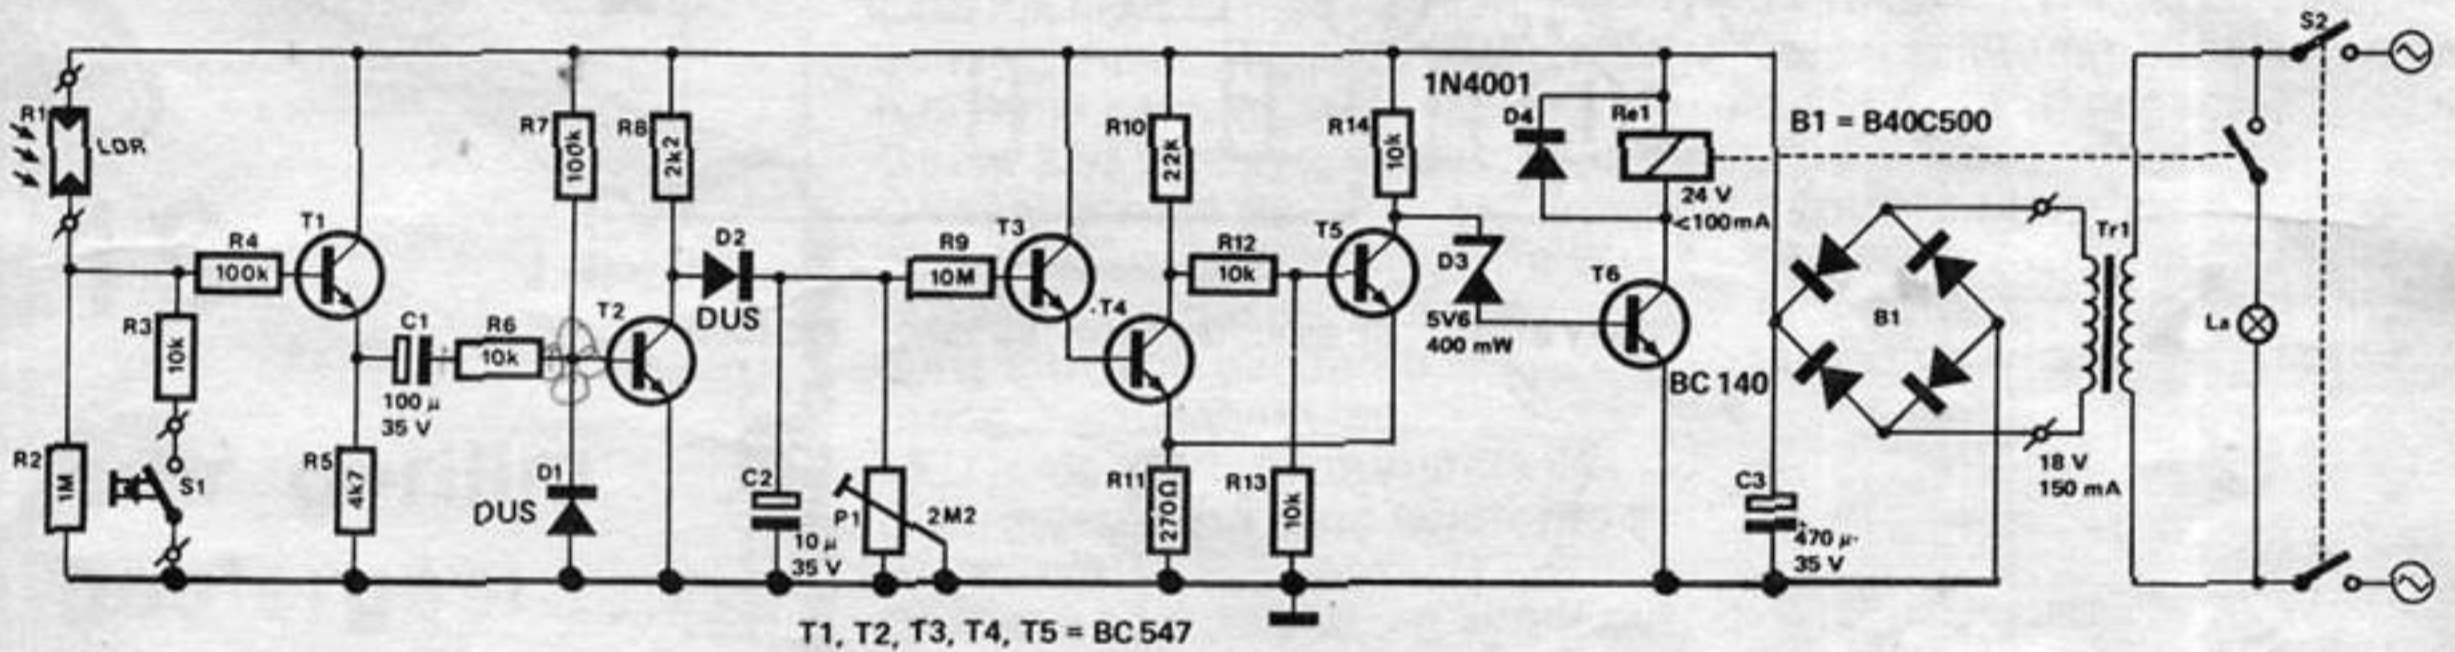 R1
LDR
R2
1M
R3
10k
S1
R4
100k
T1
R5
4k7
C1
100 µ
35 V
R6
10k
R7
100k
R8
2k2
T2
D1
DUS
D2
DUS
C2
10 µ
35 V
P1
2M2
R9
10M
T3
T4
R10
22k
R11
270Ω
R12
10k
R13
10k
T5
R14
10k
1N4001
D4
D3
5V6
400 mW
Re1
24 V
<100mA
T6
BC 140
B1 = B40C500
B1
C3
+
470 µ
35 V
18 V
150 mA
Tr1
La
S2
T1, T2, T3, T4, T5 = BC 547